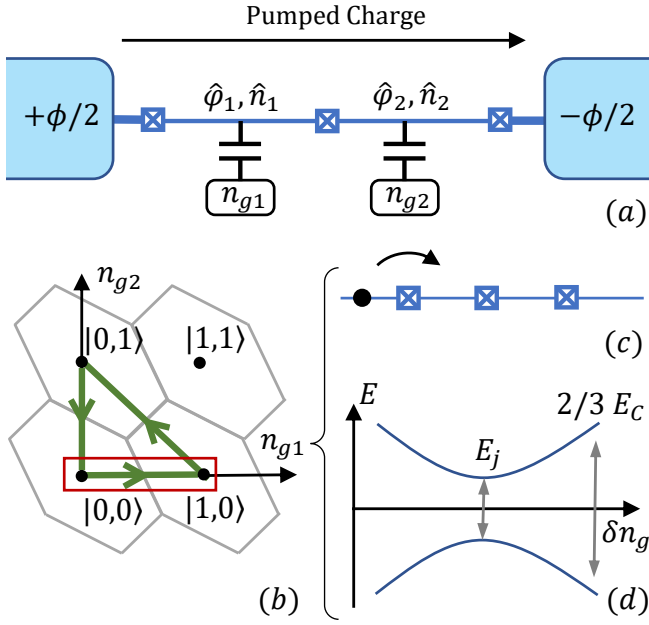 Pumped Charge
+ϕ/2
φ̂₁, n̂₁
φ̂₂, n̂₂
−ϕ/2
n_{g1}
n_{g2}
(a)
n_{g2}
|0,1⟩
|1,1⟩
n_{g1}
|0,0⟩
|1,0⟩
(b)
(c)
E
2/3 E_C
E_j
δn_g
(d)